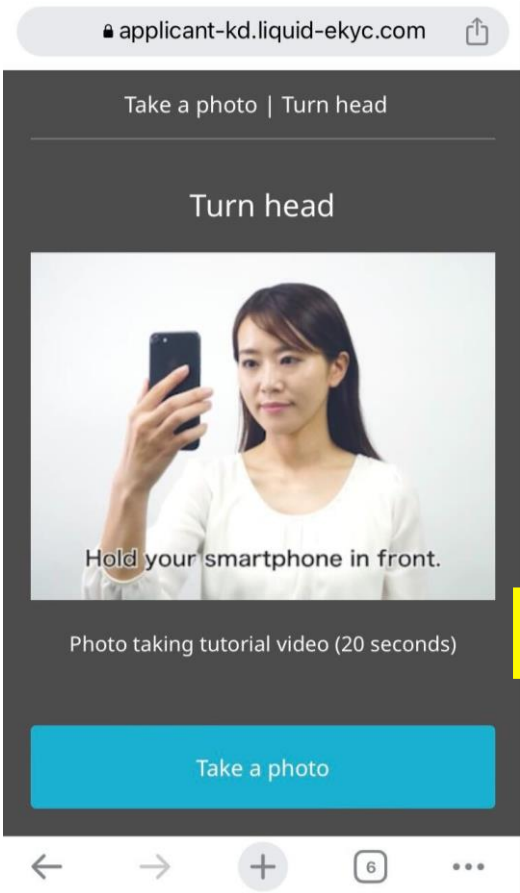 applicant-kd.liquid-ekyc.com
Take a photo | Turn head
Turn head
Hold your smartphone in front.
Photo taking tutorial video (20 seconds)
Take a photo
6